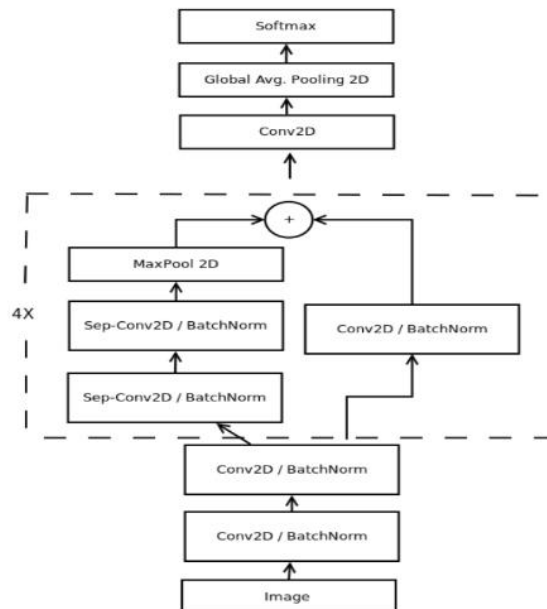 Softmax
Global Avg. Pooling 2D
Conv2D
+
MaxPool 2D
4X
Sep-Conv2D / BatchNorm
Conv2D / BatchNorm
Sep-Conv2D / BatchNorm
Conv2D / BatchNorm
Conv2D / BatchNorm
Image